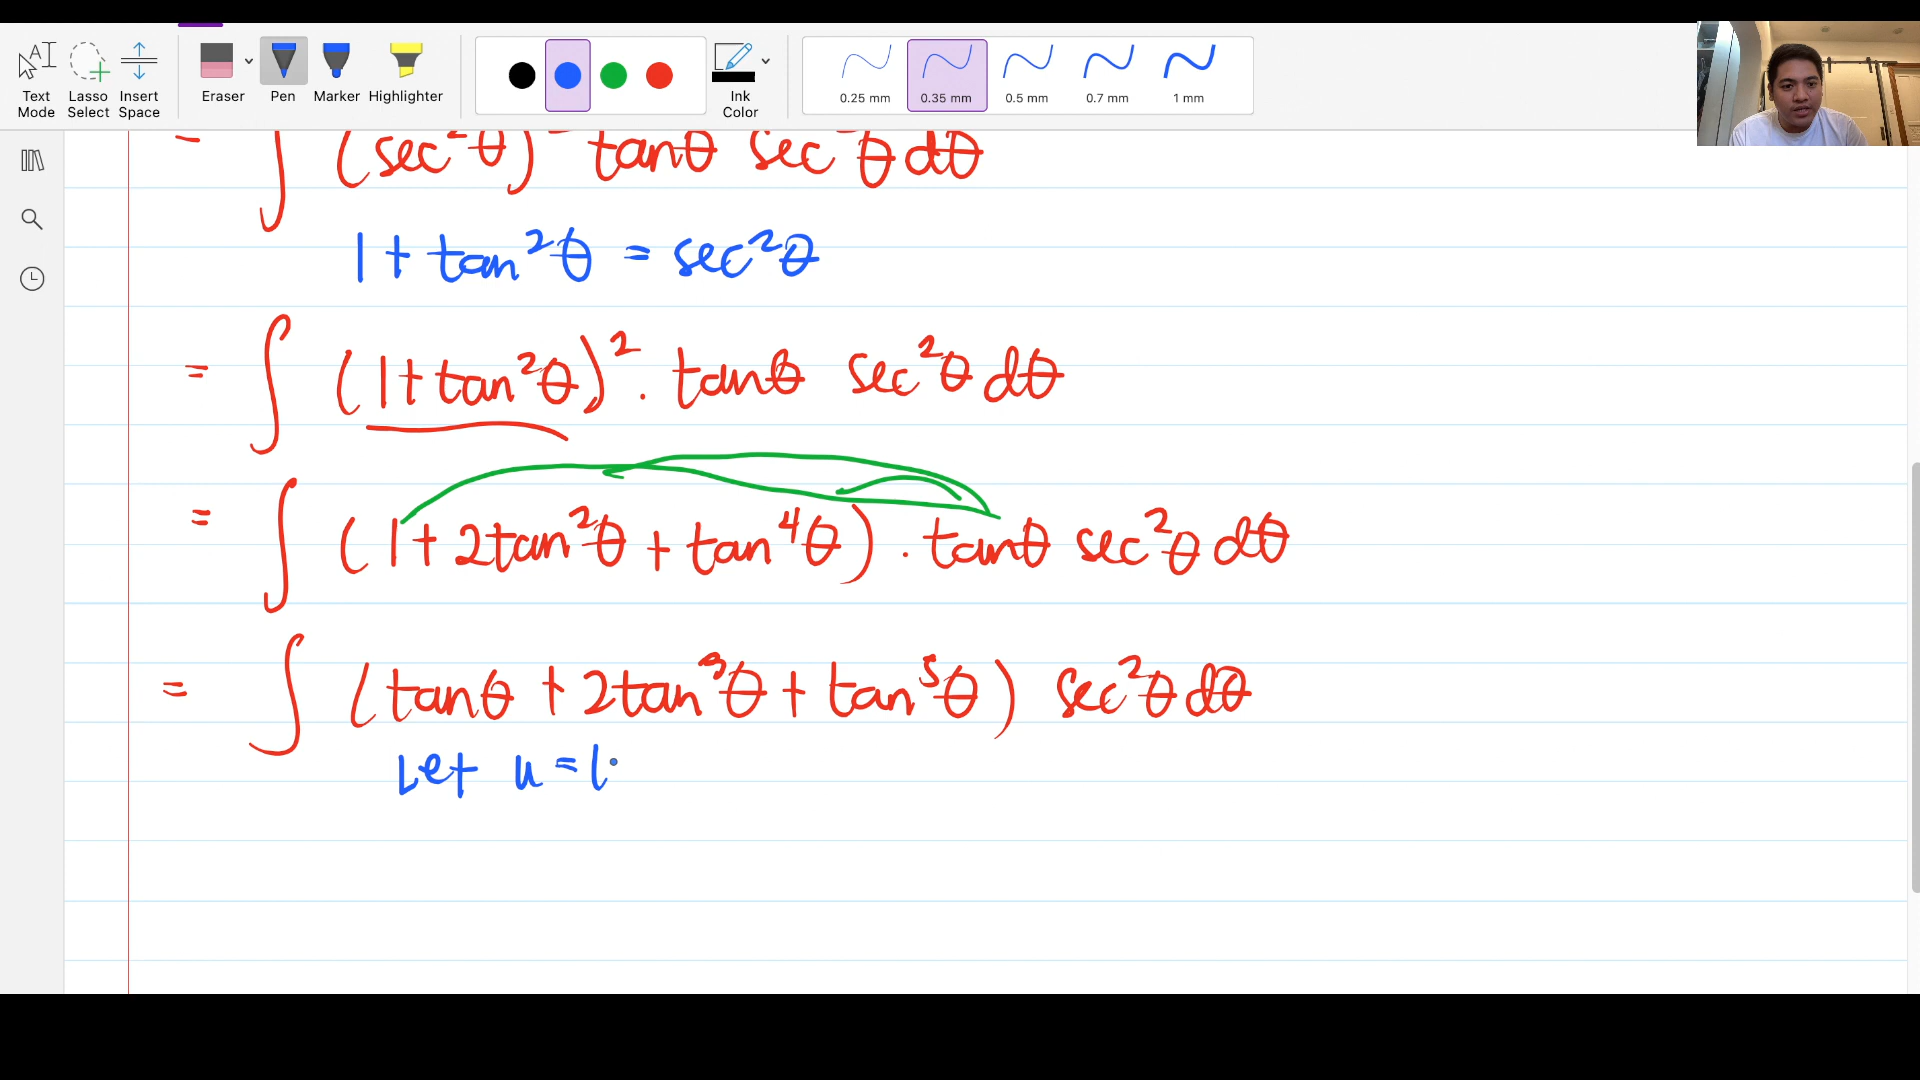 Text Mode
Lasso Select
Insert Space
Eraser
Pen
Marker
Highlighter
Ink Color
0.25 mm
0.35 mm
0.5 mm
0.7 mm
1 mm
= ∫ (sec²θ)² tanθ sec²θ dθ
1 + tan²θ = sec²θ
= ∫ (1 + tan²θ)² · tanθ sec²θ dθ
= ∫ (1 + 2tan²θ + tan⁴θ) · tanθ sec²θ dθ
= ∫ (tanθ + 2tan³θ + tan⁵θ) sec²θ dθ
Let u =